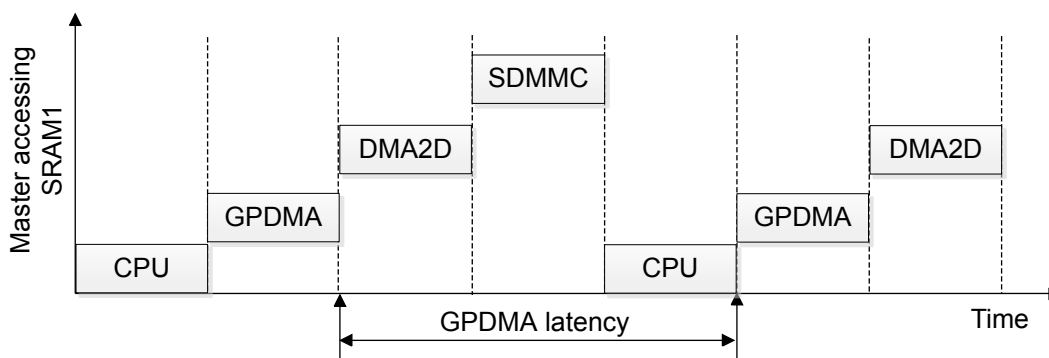 Master accessing
SRAM1
SDMMC
DMA2D
DMA2D
GPDMA
GPDMA
CPU
CPU
GPDMA latency
Time